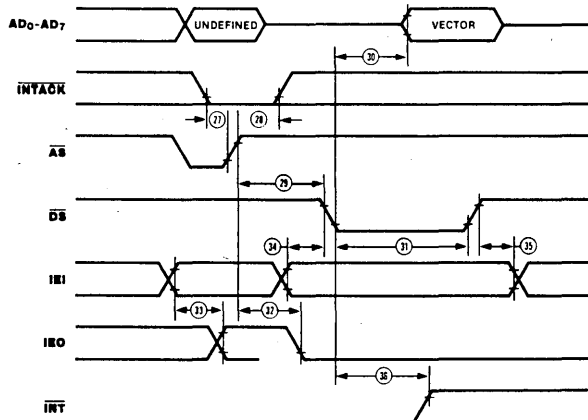 AD0-AD7 UNDEFINED VECTOR
30
INTACK
27 28
AS
29
DS
34 31 35
IEI
33 32
IEO
36
INT